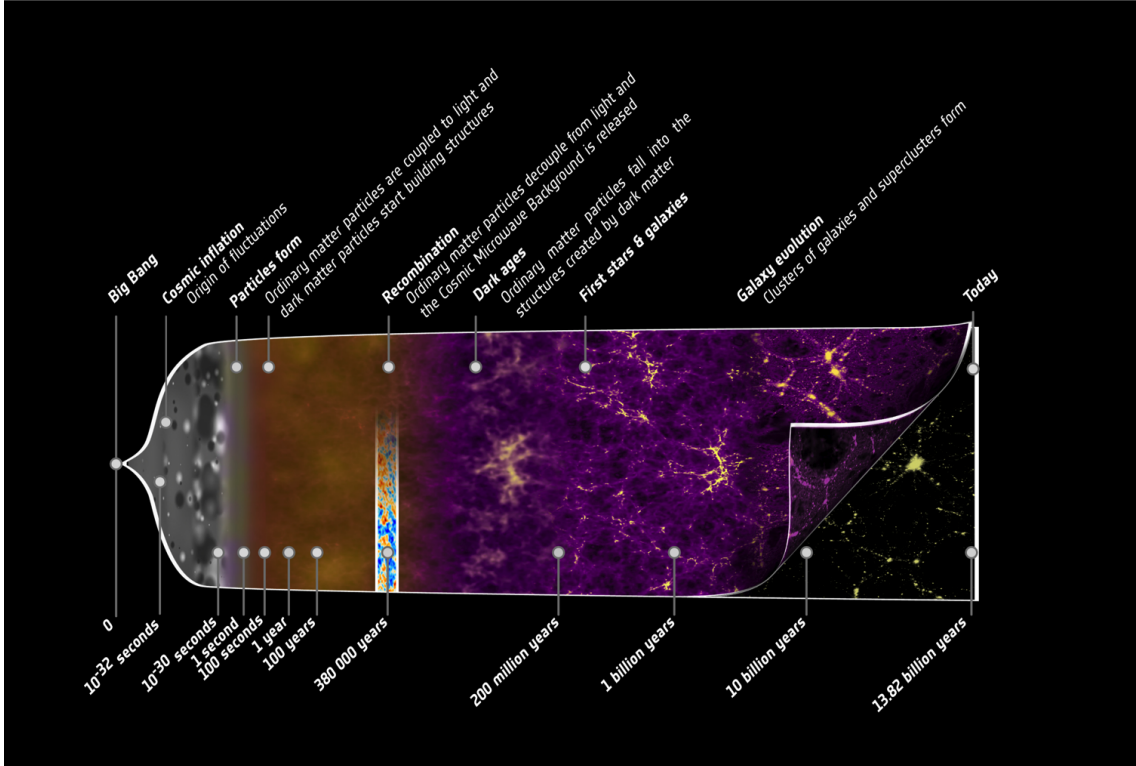 Big Bang
Cosmic inflation
Origin of fluctuations
Particles form
Ordinary matter particles are coupled to light and
dark matter particles start building structures
Recombination
Ordinary matter particles decouple from light and
the Cosmic Microwave Background is released
Dark ages
Ordinary matter particles fall into the
structures created by dark matter
First stars & galaxies
Galaxy evolution
Clusters of galaxies and superclusters form
Today
0
10-32 seconds
10-30 seconds
1 second
100 seconds
1 year
100 years
380 000 years
200 million years
1 billion years
10 billion years
13.82 billion years